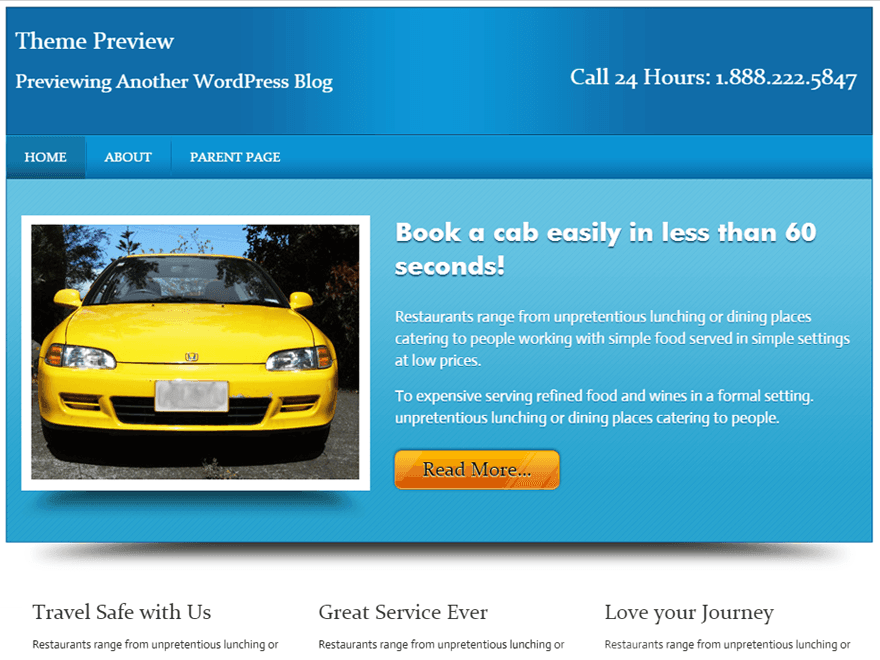 Theme Preview
Previewing Another WordPress Blog
Call 24 Hours: 1.888.222.5847
HOME
ABOUT
PARENT PAGE
Book a cab easily in less than 60
seconds!
Restaurants range from unpretentious lunching or dining places
catering to people working with simple food served in simple settings
at low prices.
To expensive serving refined food and wines in a formal setting.
unpretentious lunching or dining places catering to people.
Read More...
Travel Safe with Us
Great Service Ever
Love your Journey
Restaurants range from unpretentious lunching or
Restaurants range from unpretentious lunching or
Restaurants range from unpretentious lunching or